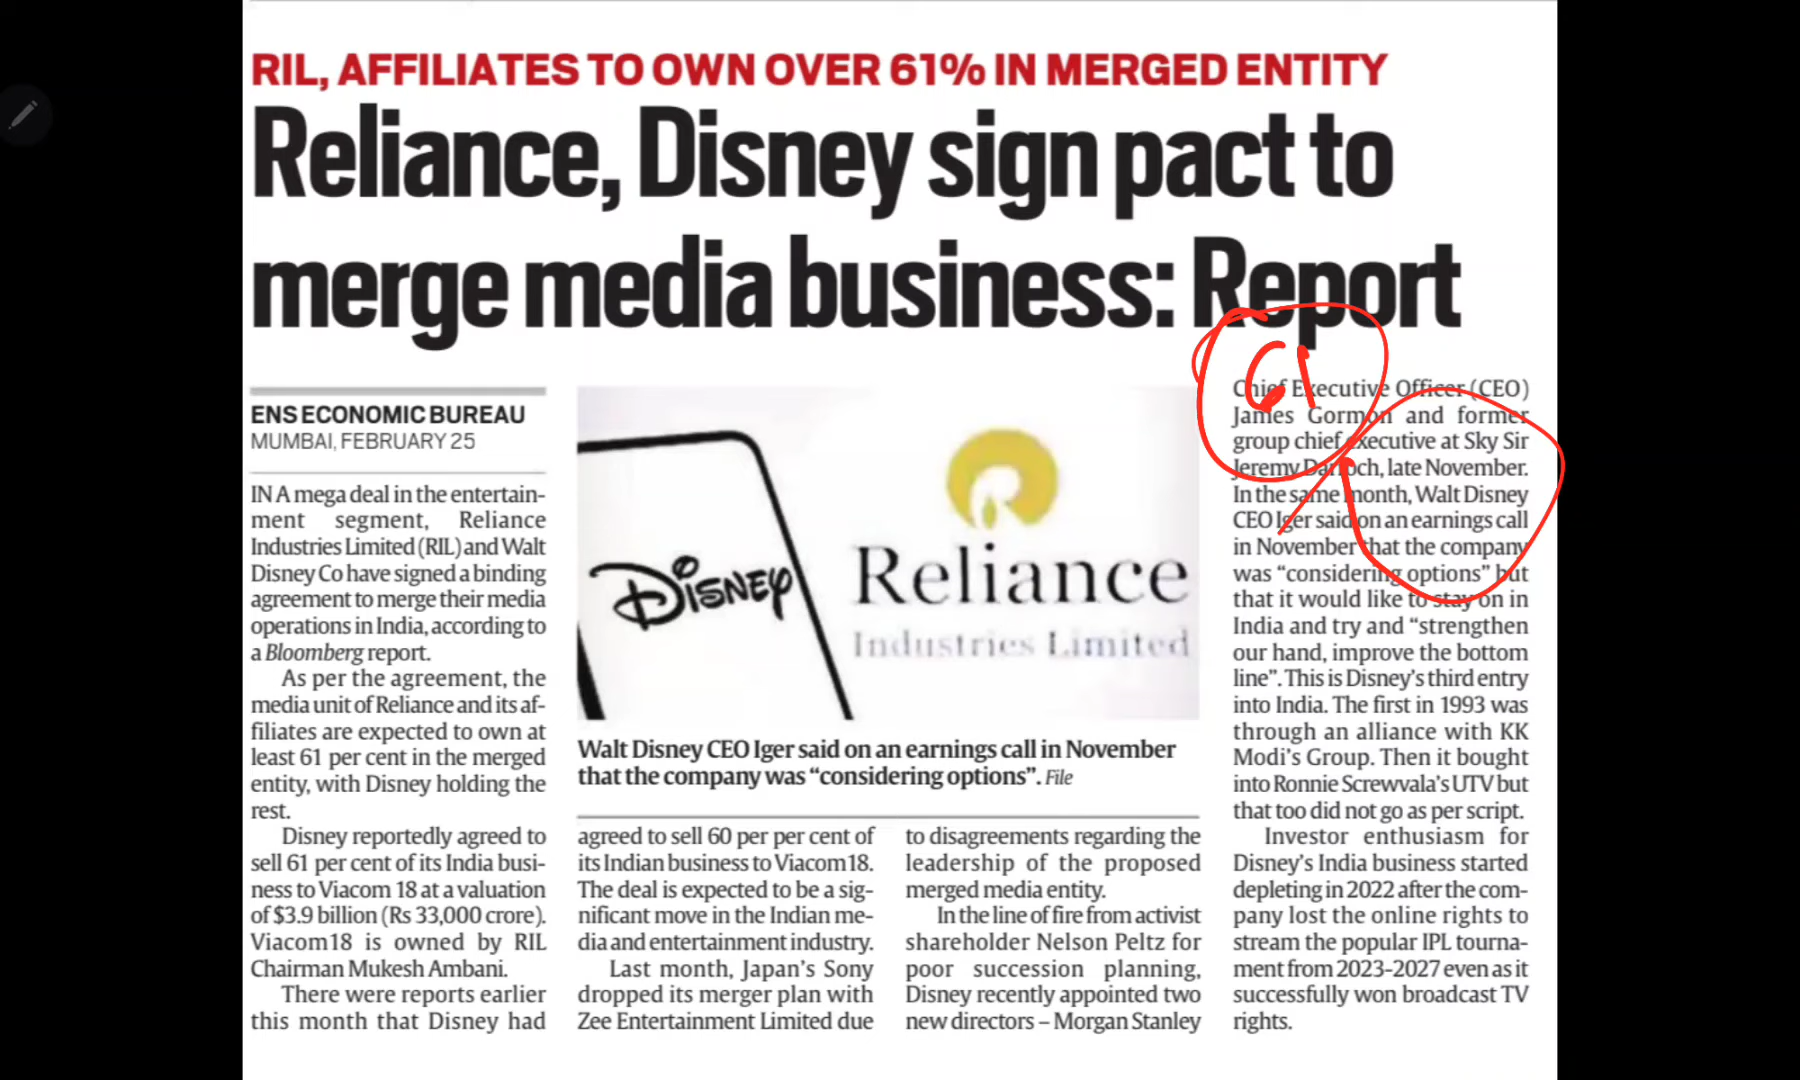 RIL, AFFILIATES TO OWN OVER 61% IN MERGED ENTITY
Reliance, Disney sign pact to
merge media business: Report
ENS ECONOMIC BUREAU
MUMBAI, FEBRUARY 25
IN A mega deal in the entertain-
ment segment, Reliance
Industries Limited (RIL) and Walt
Disney Co have signed a binding
agreement to merge their media
operations in India, according to
a Bloomberg report.
As per the agreement, the
media unit of Reliance and its af-
filiates are expected to own at
least 61 per cent in the merged
entity, with Disney holding the
rest.
Disney reportedly agreed to
sell 61 per cent of its India busi-
ness to Viacom 18 at a valuation
of $3.9 billion (Rs 33,000 crore).
Viacom18 is owned by RIL
Chairman Mukesh Ambani.
There were reports earlier
this month that Disney had
DISNEY
Reliance
Industries Limited
Walt Disney CEO Iger said on an earnings call in November
that the company was “considering options”. File
agreed to sell 60 per per cent of
its Indian business to Viacom18.
The deal is expected to be a sig-
nificant move in the Indian me-
dia and entertainment industry.
Last month, Japan’s Sony
dropped its merger plan with
Zee Entertainment Limited due
to disagreements regarding the
leadership of the proposed
merged media entity.
In the line of fire from activist
shareholder Nelson Peltz for
poor succession planning,
Disney recently appointed two
new directors – Morgan Stanley
61
Chief Executive Officer (CEO)
James Gorman and former
group chief executive at Sky Sir
Jeremy Darroch, late November.
In the same month, Walt Disney
CEO Iger said on an earnings call
in November that the company
was “considering options” but
that it would like to stay on in
India and try and “strengthen
our hand, improve the bottom
line”. This is Disney’s third entry
into India. The first in 1993 was
through an alliance with KK
Modi’s Group. Then it bought
into Ronnie Screwvala’s UTV but
that too did not go as per script.
Investor enthusiasm for
Disney’s India business started
depleting in 2022 after the com-
pany lost the online rights to
stream the popular IPL tourna-
ment from 2023-2027 even as it
successfully won broadcast TV
rights.